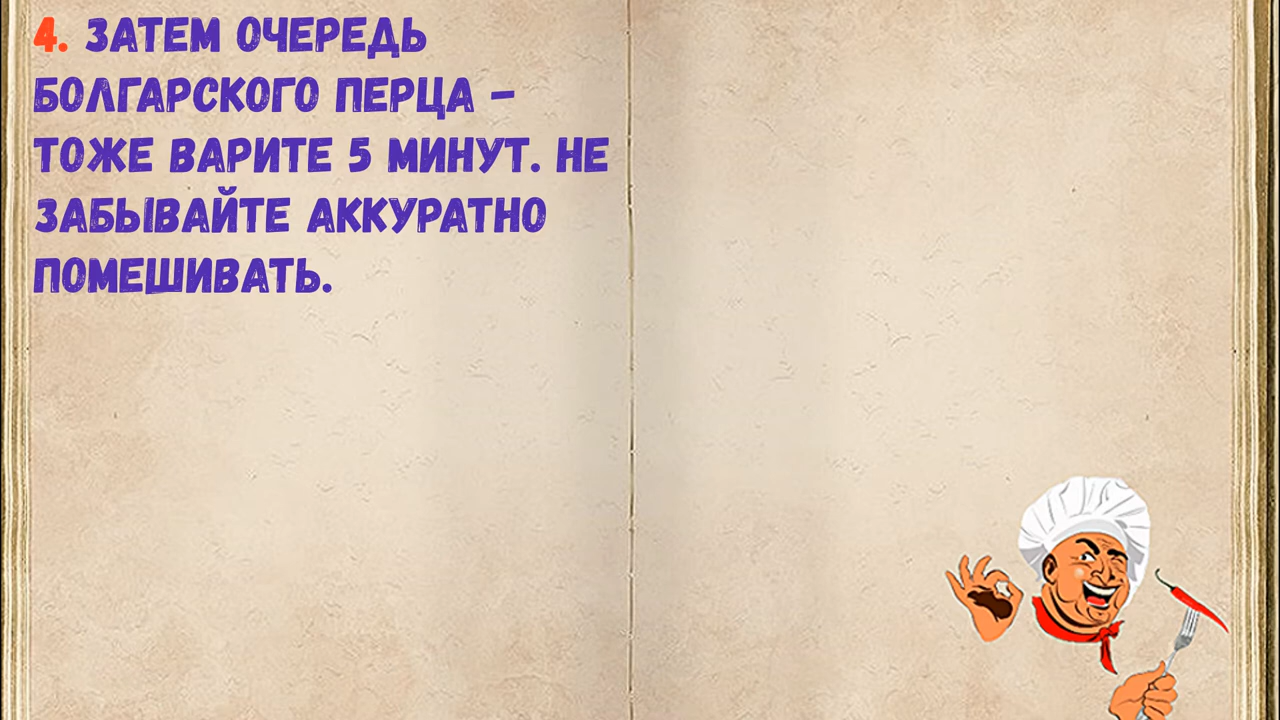 4. ЗАТЕМ ОЧЕРЕДЬ
БОЛГАРСКОГО ПЕРЦА –
ТОЖЕ ВАРИТЕ 5 МИНУТ. НЕ
ЗАБЫВАЙТЕ АККУРАТНО
ПОМЕШИВАТЬ.